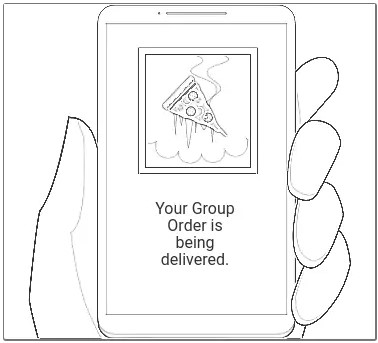 Your Group
Order is
being
delivered.